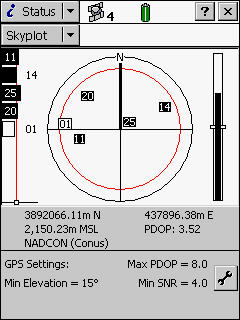 Status 4 ? X
Skyplot
11
14
25
20
01
N
20
14
01
25
11
3892066.11m N 437896.38m E
2,150.23m MSL PDOP: 3.52
NADCON (Conus)
GPS Settings: Max PDOP = 8.0
Min Elevation = 15° Min SNR = 4.0